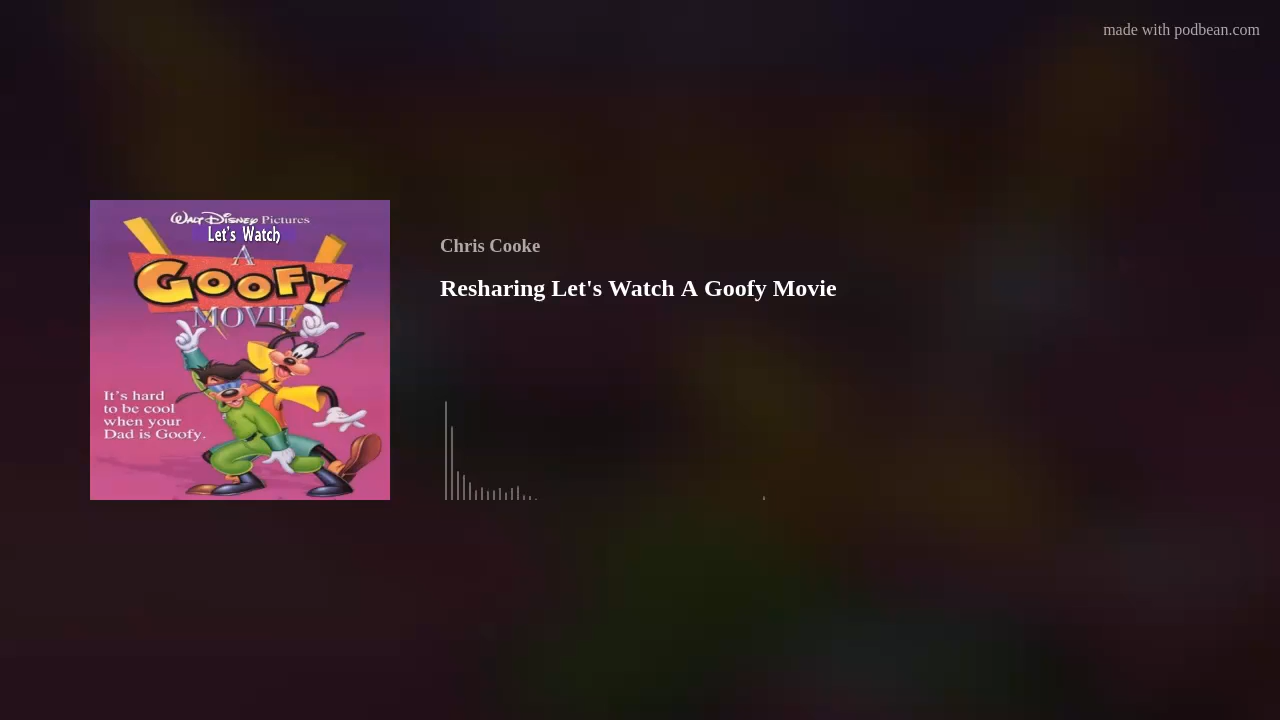 made with podbean.com
WALT DISNEY Pictures
Let's Watch
A
GOOFY
MOVIE
It's hard
to be cool
when your
Dad is Goofy.
Chris Cooke
Resharing Let's Watch A Goofy Movie